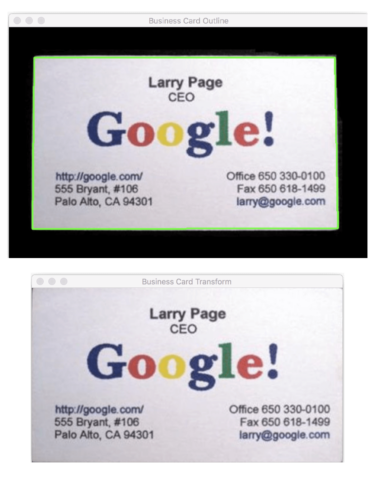 Business Card Outline
Larry Page
CEO
Google!
http://google.com/
555 Bryant, #106
Palo Alto, CA 94301
Office 650 330-0100
Fax 650 618-1499
larry@google.com
Business Card Transform
Larry Page
CEO
Google!
http://google.com/
555 Bryant, #106
Palo Alto, CA 94301
Office 650 330-0100
Fax 650 618-1499
larry@google.com